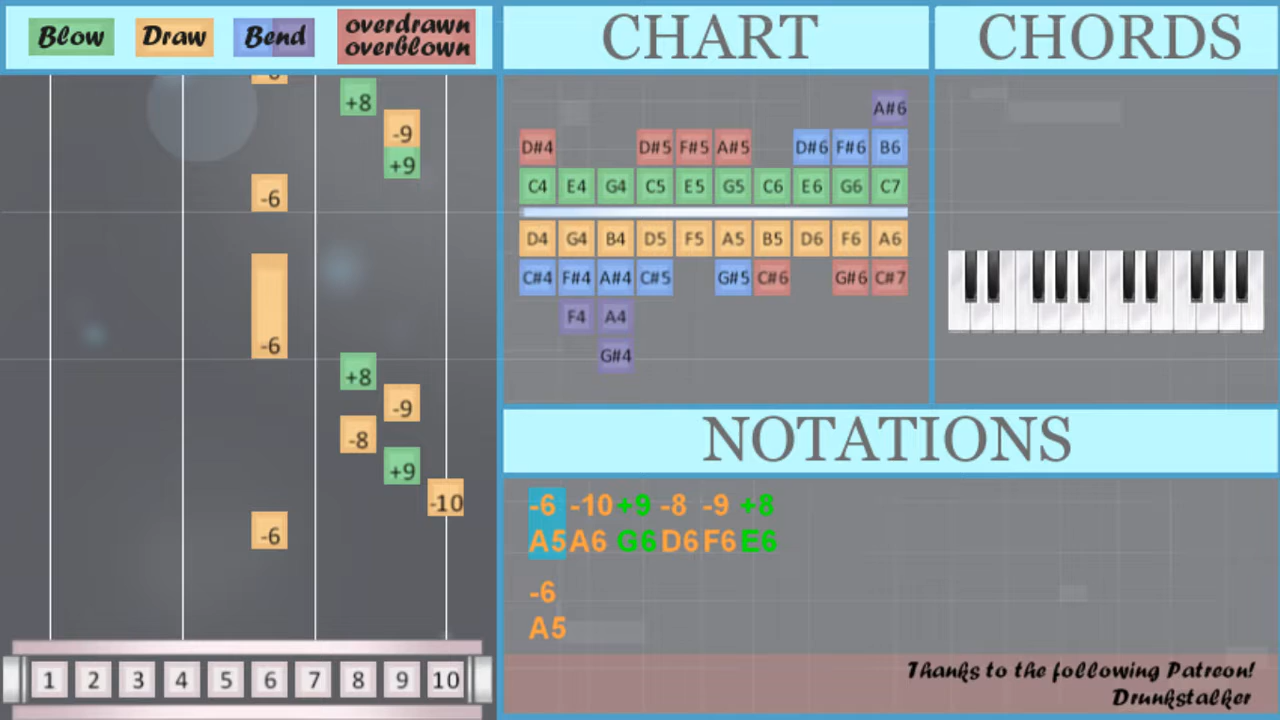 Blow Draw Bend overdrawn
overblown
CHART
CHORDS
+8
-9
+9
-6
-6
+8
-9
-8
+9
-10
-6
1 2 3 4 5 6 7 8 9 10
A#6
D#4 D#5 F#5 A#5 D#6 F#6 B6
C4 E4 G4 C5 E5 G5 C6 E6 G6 C7
D4 G4 B4 D5 F5 A5 B5 D6 F6 A6
C#4 F#4 A#4 C#5 G#5 C#6 G#6 C#7
F4 A4
G#4
NOTATIONS
-6 -10 +9 -8 -9 +8
A5 A6 G6 D6 F6 E6
-6
A5
Thanks to the following Patreon!
Drunkstalker